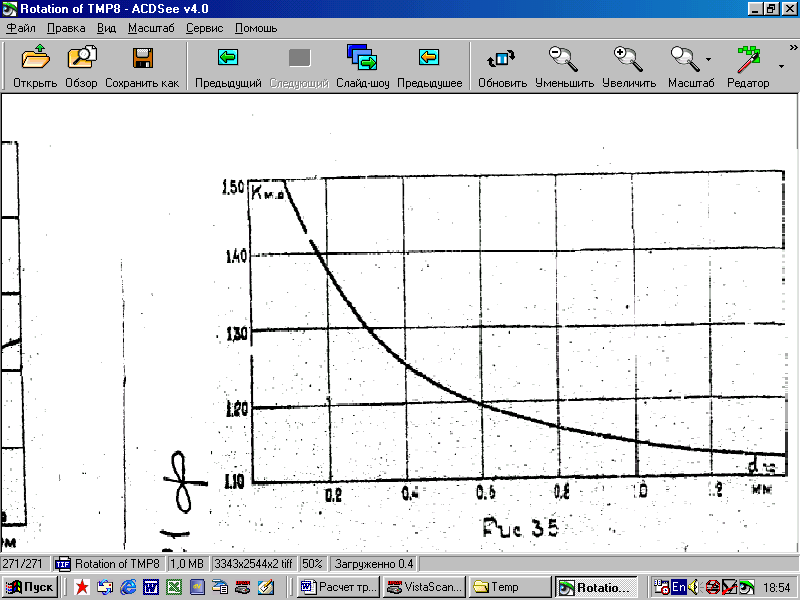 Rotation of TMP8 - ACDSee v4.0
Файл Правка Вид Масштаб Сервис Помошь
Открыть Обзор Сохранить как Предыдущий Следующий Слайд-шоу Предыдущее Обновить Уменьшить Увеличить Масштаб Редатор
1.50
1.40
1.30
1.20
1.10
0.2 0.4 0.6 0.8 1.0 1.2 мм
Рис 35
271/271 TIF Rotation of TMP8 1,0 MB 3343x2544x2 tiff 50% Загруженно 0.4
Пуск Расчет тр... VistaScan... Temp Rotatio... En 18:54